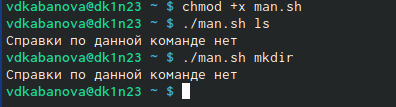 vdkabanova@dk1n23 ~ $ chmod +x man.sh
vdkabanova@dk1n23 ~ $ ./man.sh ls
Справки по данной команде нет
vdkabanova@dk1n23 ~ $ ./man.sh mkdir
Справки по данной команде нет
vdkabanova@dk1n23 ~ $